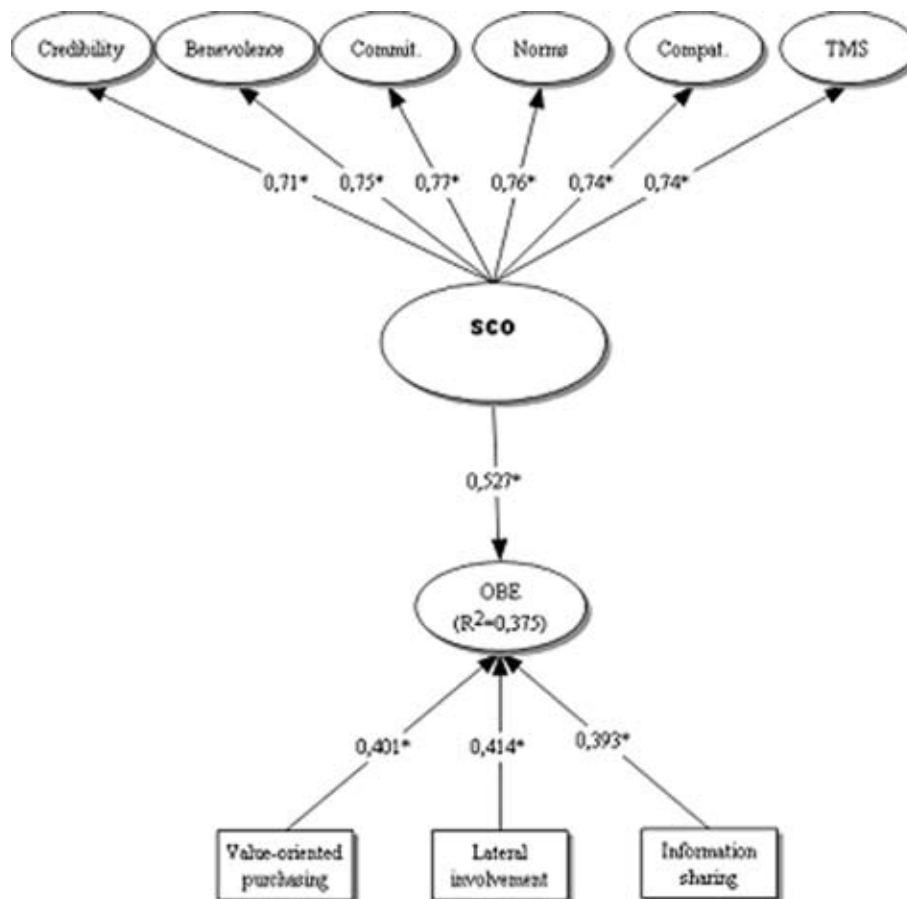 Credibility
Benevolence
Commit.
Norms
Compat.
TMS
0,71*
0,75*
0,77*
0,76*
0,74*
0,74*
sco
0,527*
OBE
(R²=0,375)
0,401*
0,414*
0,393*
Value-oriented
purchasing
Lateral
involvement
Information
sharing